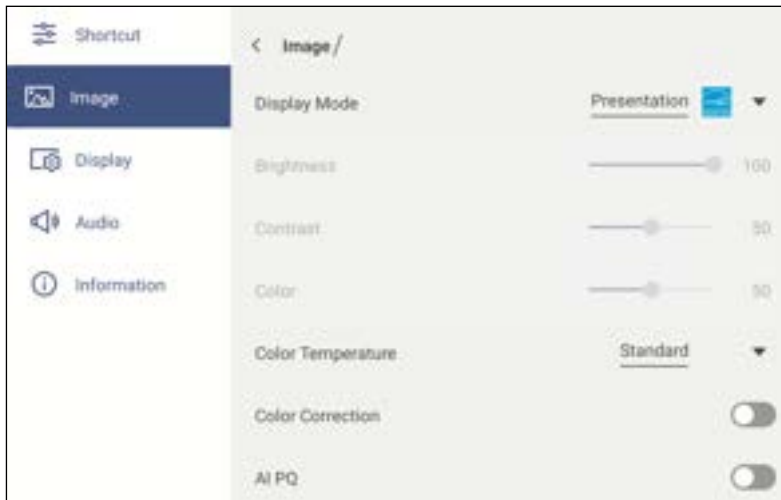 Shortcut
Image
Display
Audio
Information
< Image/
Display Mode Presentation
Brightness 100
Contrast 50
Color 50
Color Temperature Standard
Color Correction
AI PQ